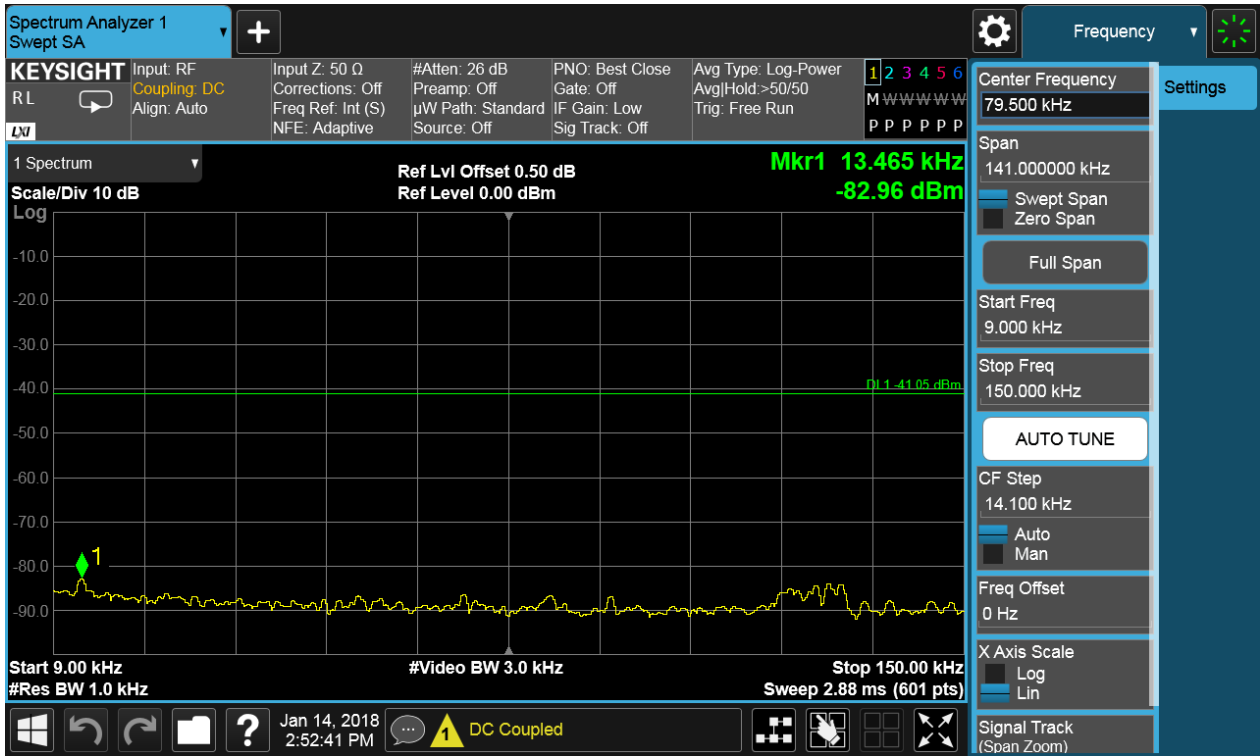 Spectrum Analyzer 1
Swept SA
+
Frequency
KEYSIGHT
RL
LXI
Input: RF
Coupling: DC
Align: Auto
Input Z: 50 Ω
Corrections: Off
Freq Ref: Int (S)
NFE: Adaptive
#Atten: 26 dB
Preamp: Off
µW Path: Standard
Source: Off
PNO: Best Close
Gate: Off
IF Gain: Low
Sig Track: Off
Avg Type: Log-Power
Avg|Hold:>50/50
Trig: Free Run
1 2 3 4 5 6
M W W W W W
P P P P P P
1 Spectrum
Scale/Div 10 dB
Log
Ref Lvl Offset 0.50 dB
Ref Level 0.00 dBm
Mkr1 13.465 kHz
-82.96 dBm
-10.0
-20.0
-30.0
-40.0
DL1 -41.05 dBm
-50.0
-60.0
-70.0
-80.0
1
-90.0
Start 9.00 kHz
#Video BW 3.0 kHz
Stop 150.00 kHz
#Res BW 1.0 kHz
Sweep 2.88 ms (601 pts)
?
Jan 14, 2018
2:52:41 PM
1
DC Coupled
Center Frequency
79.500 kHz
Settings
Span
141.000000 kHz
Swept Span
Zero Span
Full Span
Start Freq
9.000 kHz
Stop Freq
150.000 kHz
AUTO TUNE
CF Step
14.100 kHz
Auto
Man
Freq Offset
0 Hz
X Axis Scale
Log
Lin
Signal Track
(Span Zoom)